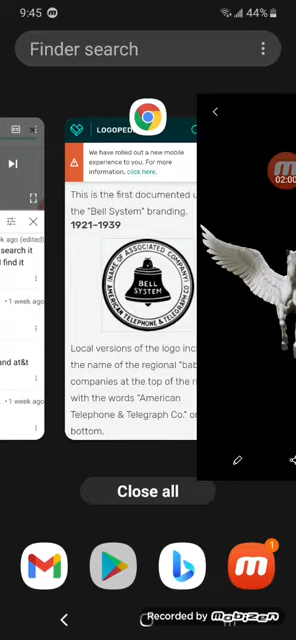 9:45
44%
Finder search
LOGOPED
We have rolled out a new mobile
experience to you. For more
information, click here.
02:00
This is the first documented u
the "Bell System" branding.
1921–1939
k ago (edited)
search it
find it
• 1 week ago
• 1 week ago
and at&t
• 1 week ago
NAME OF ASSOCIATED COMPANY
BELL
SYSTEM
AMERICAN TELEPHONE & TELEGRAPH CO.
Local versions of the logo inc
the name of the regional "bab
companies at the top of the ri
with the words "American
Telephone & Telegraph Co." or
bottom.
Close all
1
Recorded by Mobizen